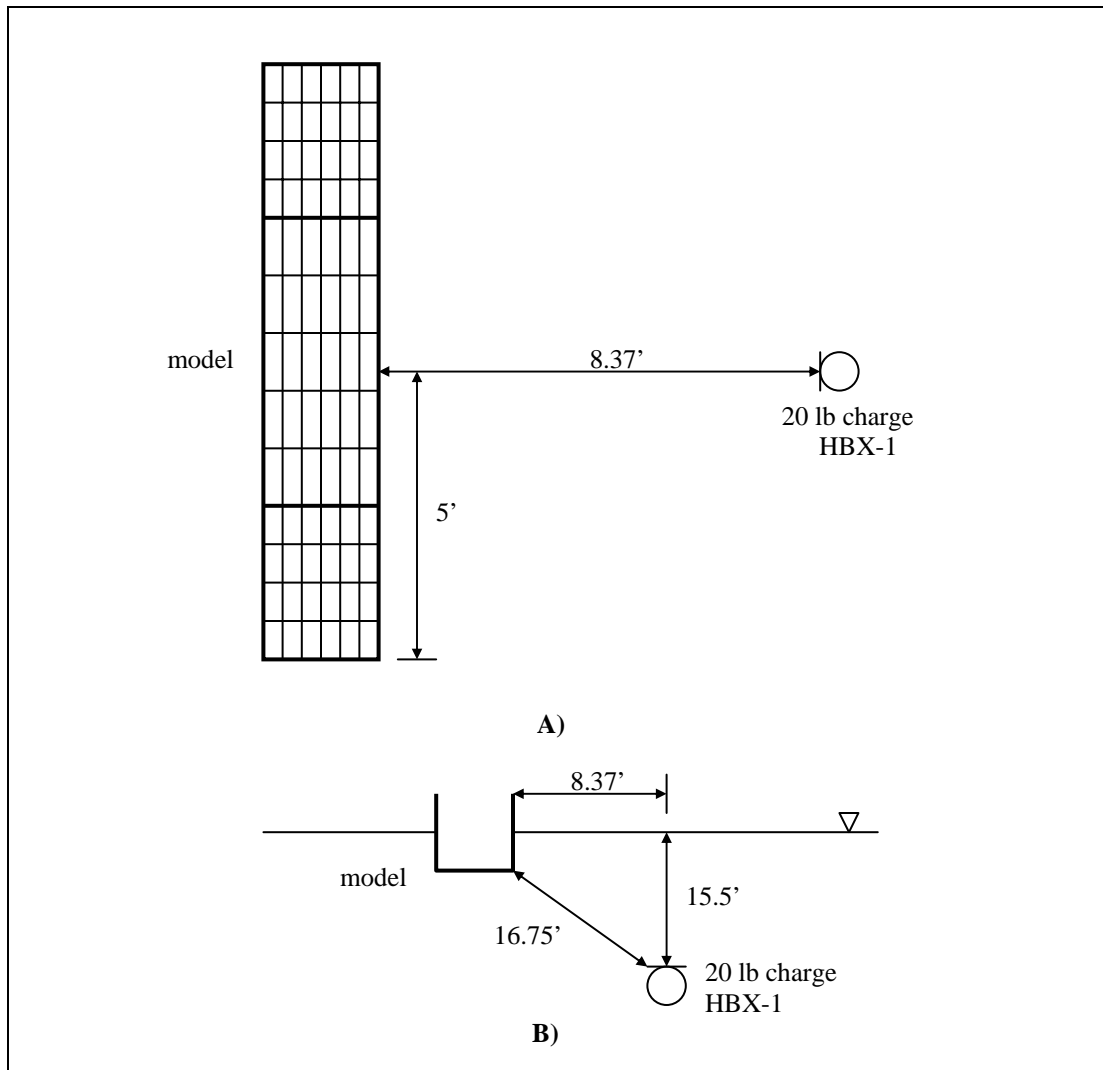 8.37’
model
20 lb charge
HBX-1
5’
A)
8.37’
model
15.5’
16.75’
20 lb charge
HBX-1
B)